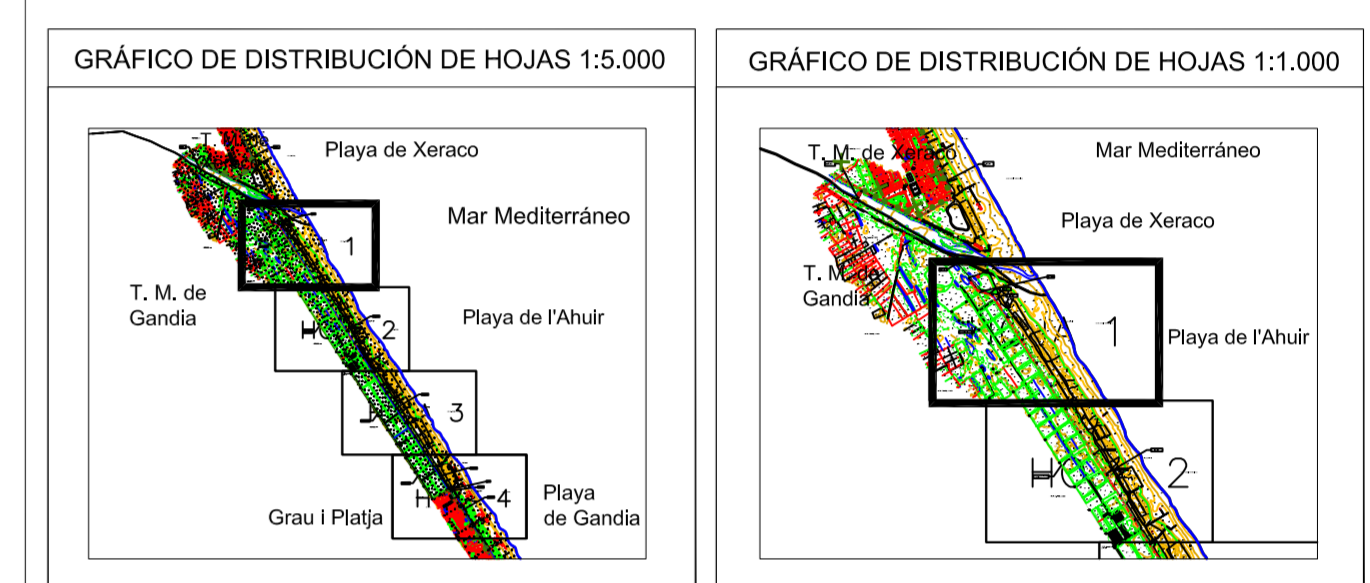 GRÁFICO DE DISTRIBUCIÓN DE HOJAS 1:5.000
Playa de Xeraco
Mar Mediterráneo
1
T. M. de
Gandia
Playa de l'Ahuir
2
3
4
Playa
de Gandia
Grau i Platja
GRÁFICO DE DISTRIBUCIÓN DE HOJAS 1:1.000
T. M. de Xeraco
Mar Mediterráneo
Playa de Xeraco
T. M. de
Gandia
1
Playa de l'Ahuir
2